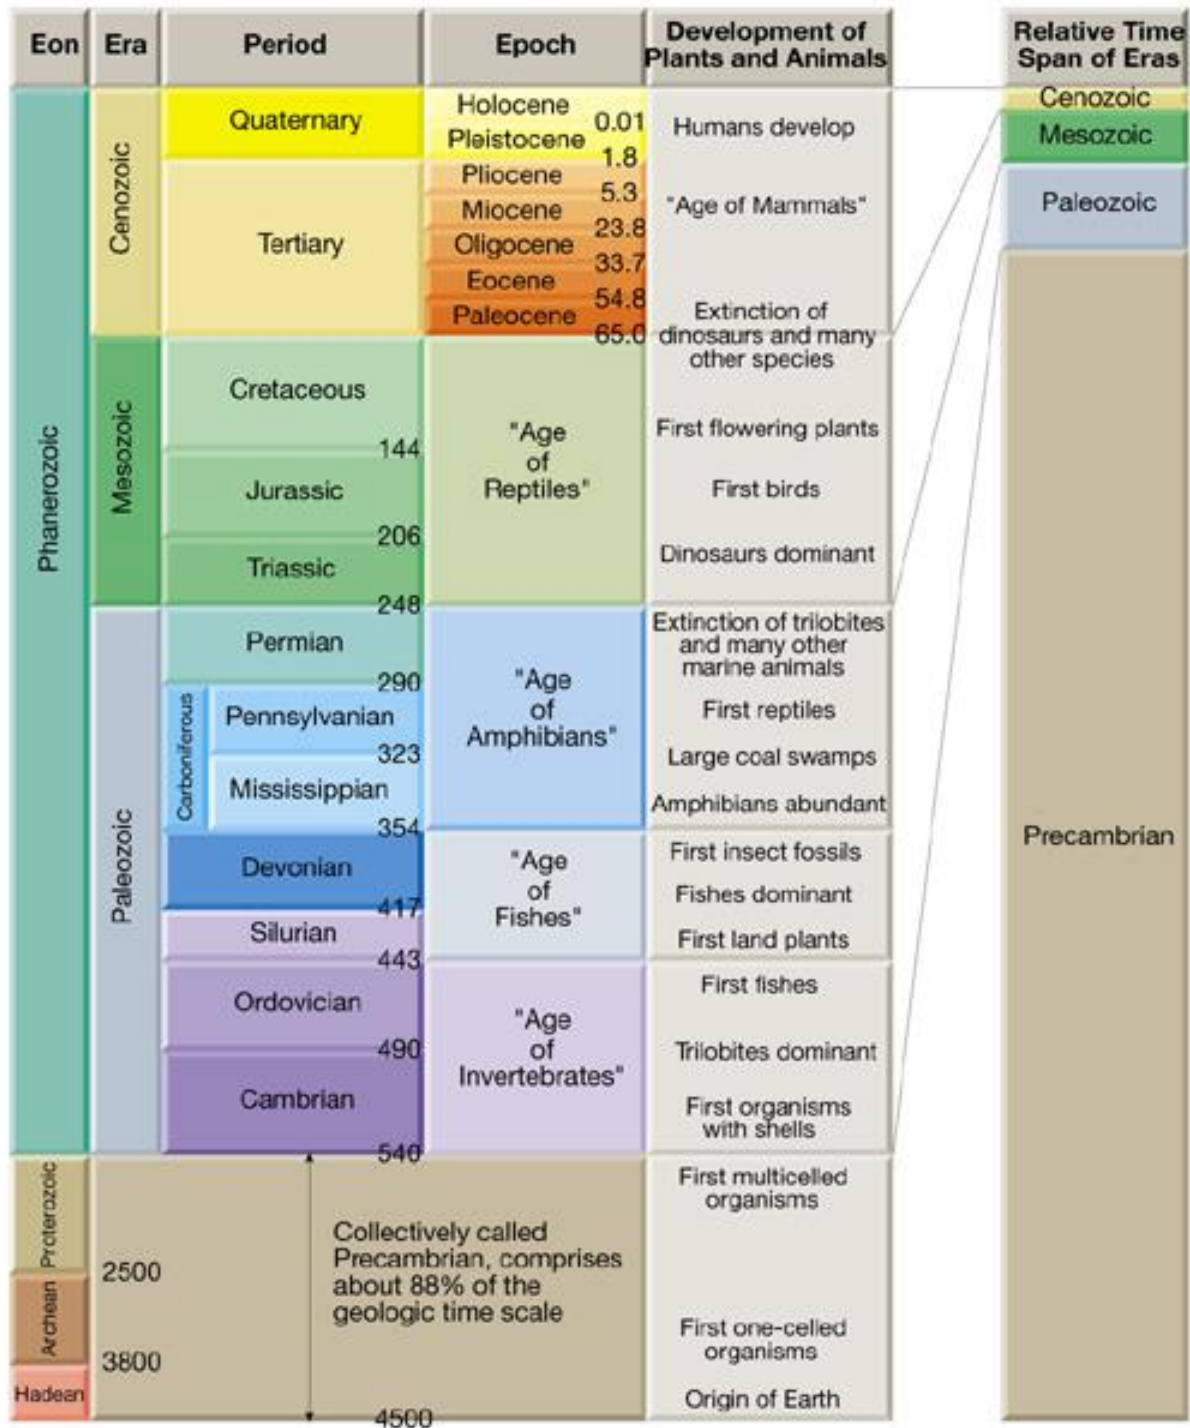 Eon
Era
Period
Epoch
Development of
Plants and Animals
Relative Time
Span of Eras
Phanerozoic
Cenozoic
Quaternary
Holocene
0.01
Pleistocene
1.8
Humans develop
Tertiary
Pliocene
5.3
Miocene
23.8
Oligocene
33.7
Eocene
54.8
Paleocene
65.0
"Age of Mammals"
Extinction of
dinosaurs and many
other species
Mesozoic
Cretaceous
144
Jurassic
206
Triassic
248
"Age
of
Reptiles"
First flowering plants
First birds
Dinosaurs dominant
Paleozoic
Permian
290
Carboniferous
Pennsylvanian
323
Mississippian
354
"Age
of
Amphibians"
Extinction of trilobites
and many other
marine animals
First reptiles
Large coal swamps
Amphibians abundant
Devonian
417
Silurian
443
"Age
of
Fishes"
First insect fossils
Fishes dominant
First land plants
Ordovician
490
Cambrian
540
"Age
of
Invertebrates"
First fishes
Trilobites dominant
First organisms
with shells
Proterozoic
2500
Archean
3800
Hadean
4500
Collectively called
Precambrian, comprises
about 88% of the
geologic time scale
First multicelled
organisms
First one-celled
organisms
Origin of Earth
Cenozoic
Mesozoic
Paleozoic
Precambrian